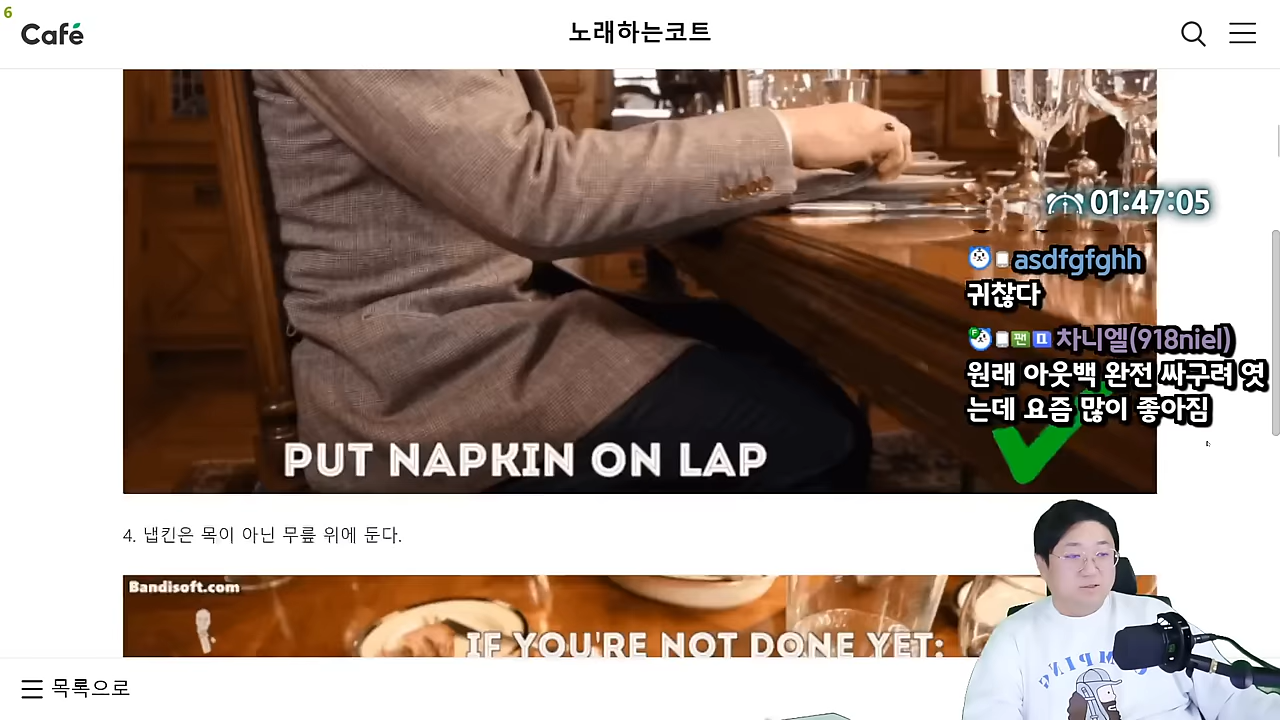 6
Café
노래하는코트
01:47:05
asdfgfghh
귀찮다
팬 차니엘(918niel)
원래 아웃백 완전 싸구려 엿
는데 요즘 많이 좋아짐
PUT NAPKIN ON LAP
4. 냅킨은 목이 아닌 무릎 위에 둔다.
Bandisoft.com
IF YOU'RE NOT DONE YET:
목록으로